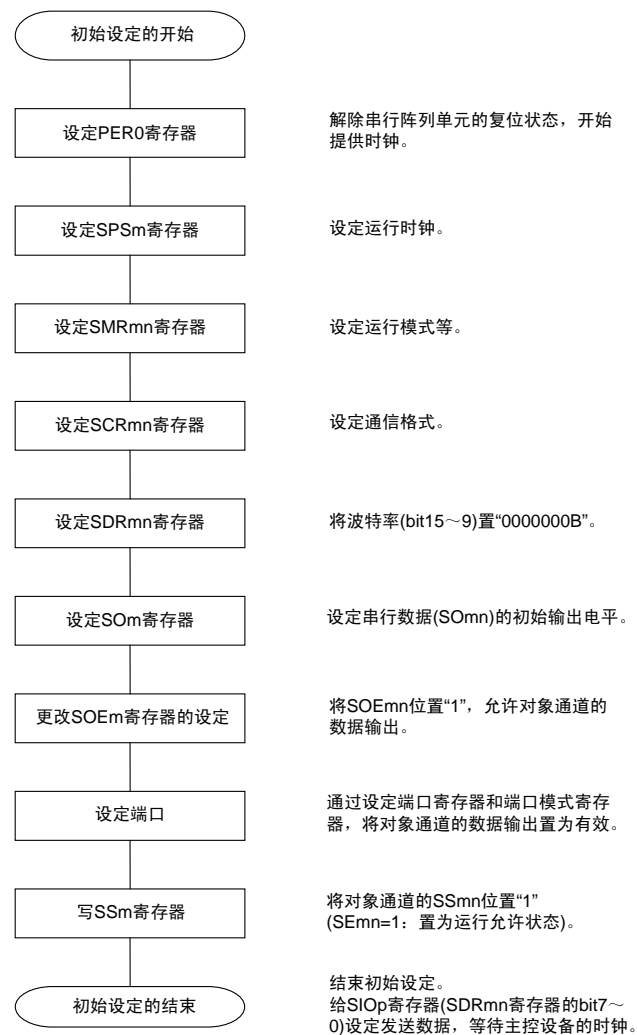 初始设定的开始
设定PER0寄存器
解除串行阵列单元的复位状态，开始
提供时钟。
设定SPSm寄存器
设定运行时钟。
设定SMRmn寄存器
设定运行模式等。
设定SCRmn寄存器
设定通信格式。
设定SDRmn寄存器
将波特率(bit15～9)置“0000000B”。
设定SOm寄存器
设定串行数据(SOmn)的初始输出电平。
更改SOEm寄存器的设定
将SOEmn位置“1”，允许对象通道的
数据输出。
设定端口
通过设定端口寄存器和端口模式寄存
器，将对象通道的数据输出置为有效。
写SSm寄存器
将对象通道的SSmn位置“1”
(SEmn=1：置为运行允许状态)。
初始设定的结束
结束初始设定。
给SIOp寄存器(SDRmn寄存器的bit7～
0)设定发送数据，等待主控设备的时钟。